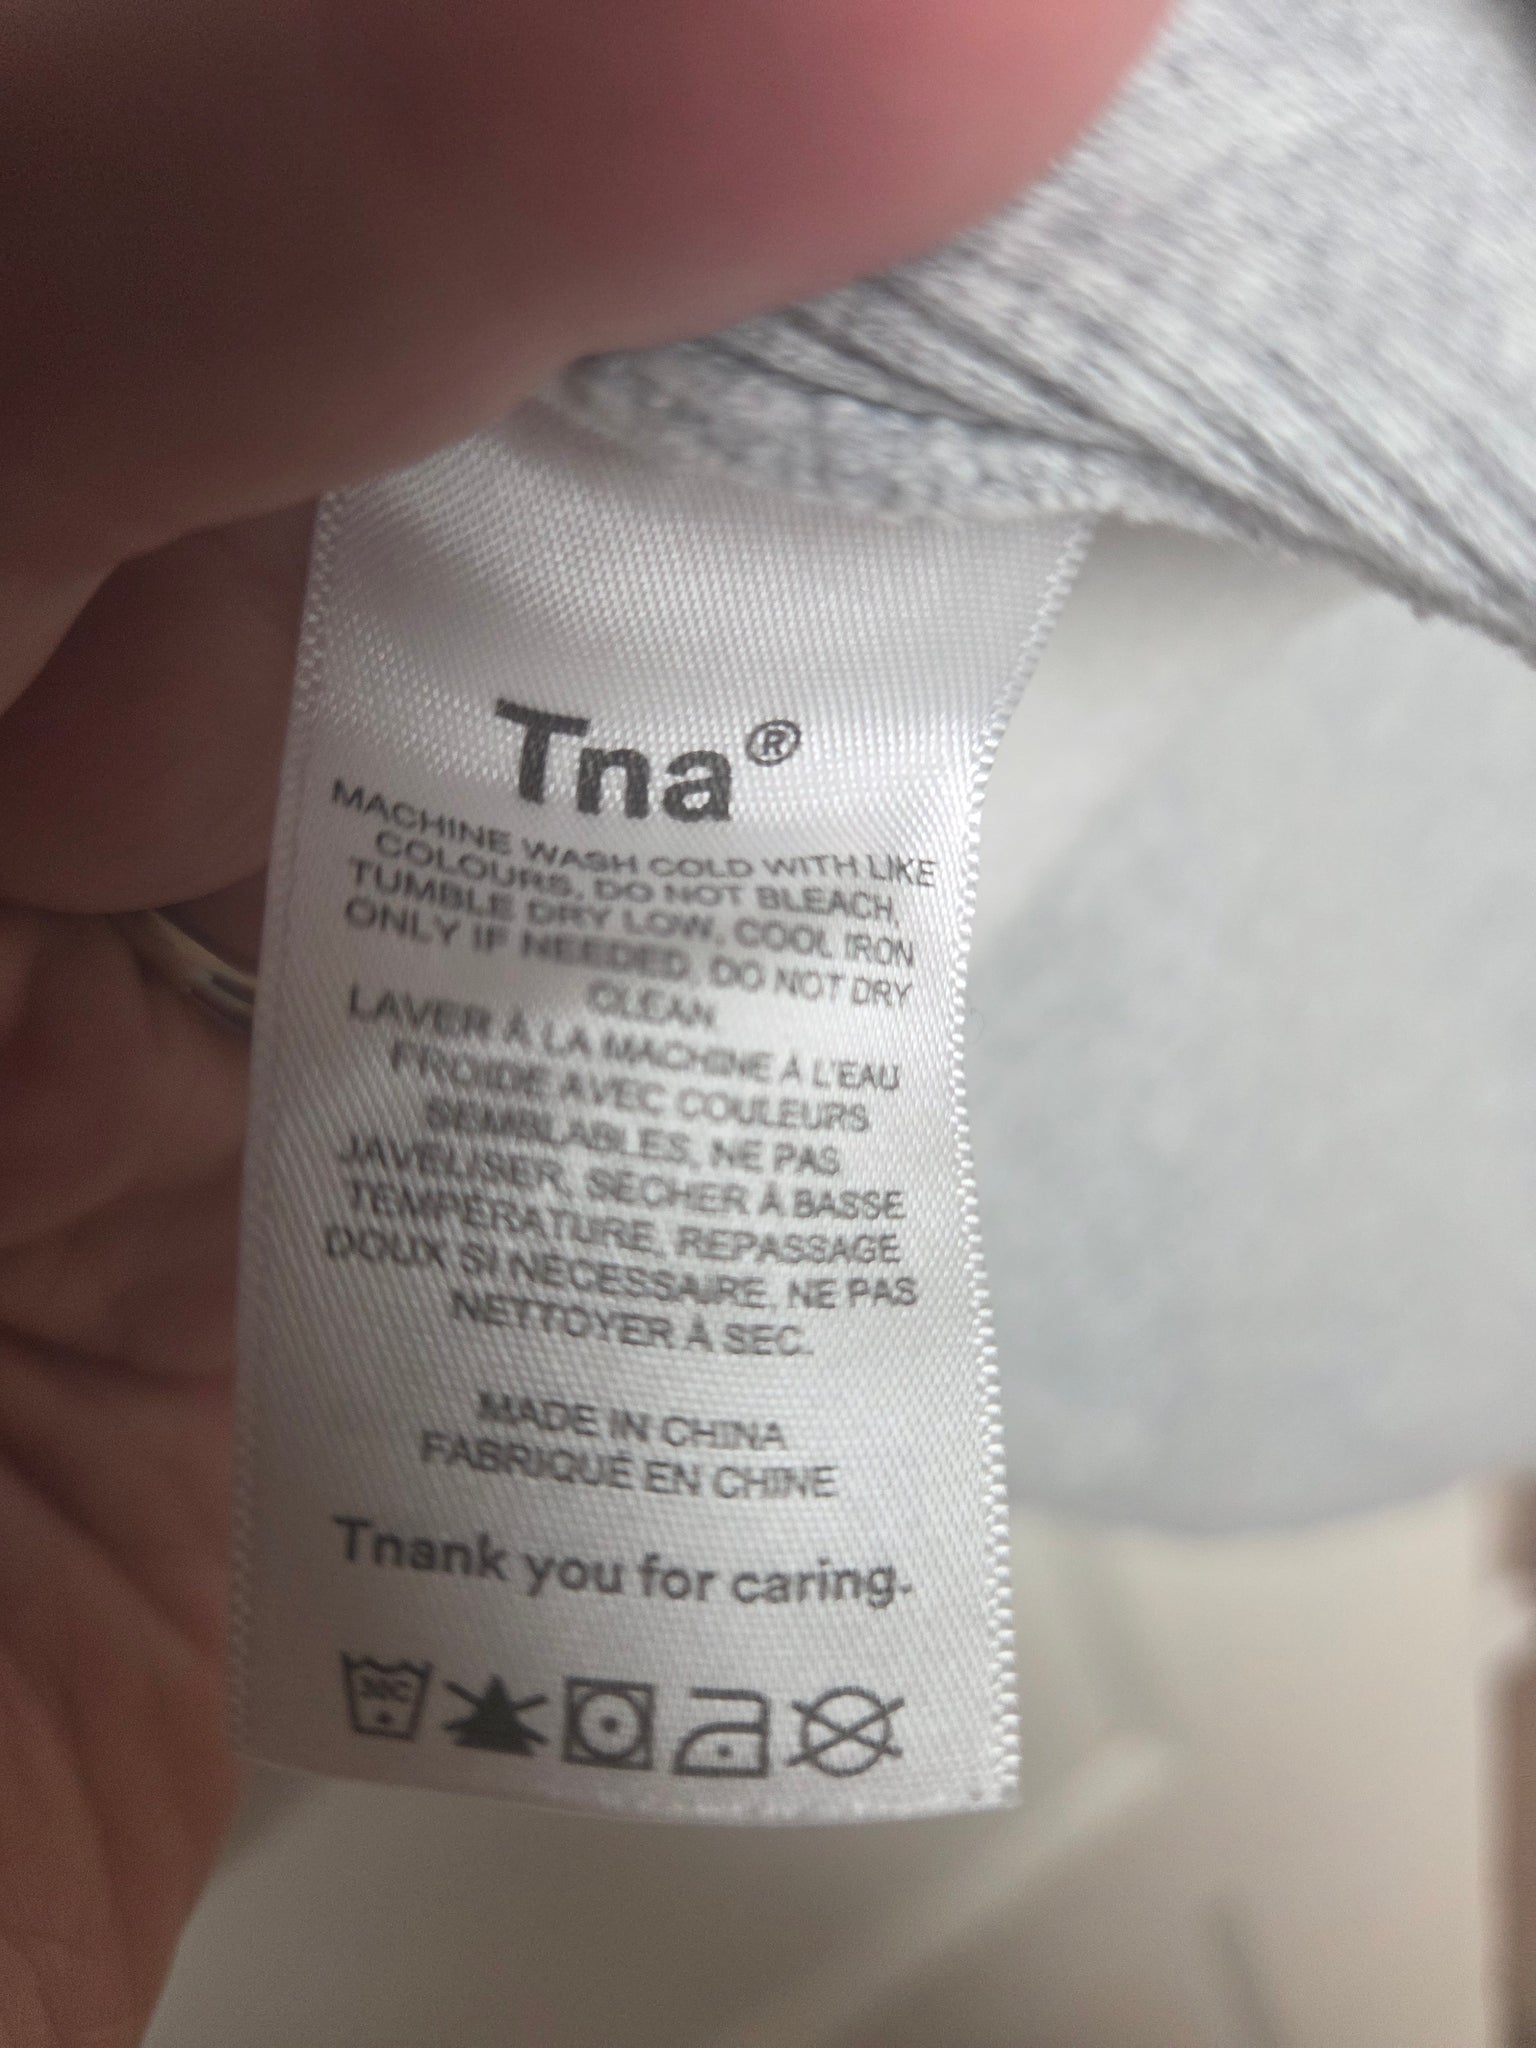 Tna®
MACHINE WASH COLD WITH LIKE
COLOURS, DO NOT BLEACH,
TUMBLE DRY LOW, COOL IRON
ONLY IF NEEDED, DO NOT DRY
CLEAN.
LAVER À LA MACHINE À L'EAU
FROIDE AVEC COULEURS
SEMBLABLES, NE PAS
JAVELISER, SÉCHER À BASSE
TEMPÉRATURE, REPASSAGE
DOUX SI NÉCESSAIRE, NE PAS
NETTOYER À SEC.
MADE IN CHINA
FABRIQUÉ EN CHINE
Tnank you for caring.
30C